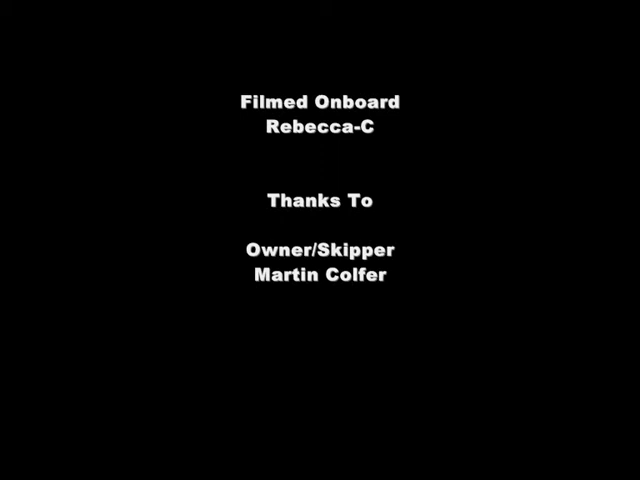 Filmed Onboard
Rebecca-C
Thanks To
Owner/Skipper
Martin Colfer